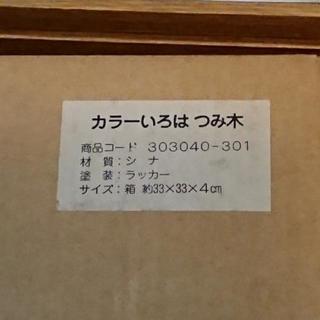 カラーいろは つみ木
商品コード 303040-301
材 質：シ ナ
塗 装：ラッカー
サイズ：箱 約33×33×4㎝